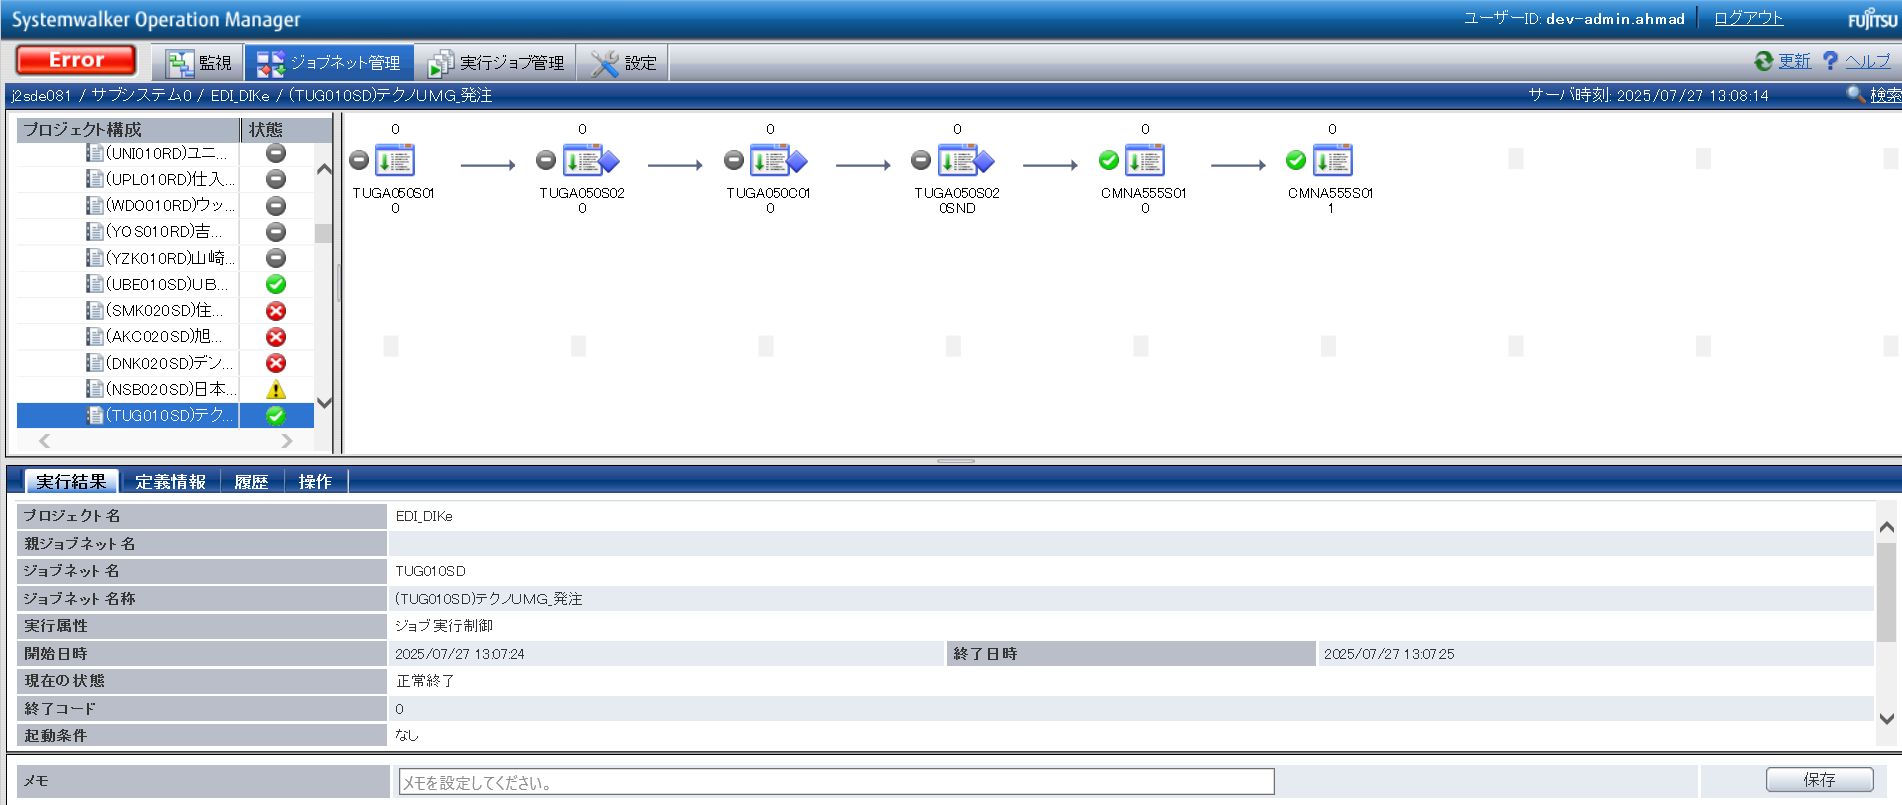 Systemwalker Operation Manager
ユーザーID: dev-admin.ahmad
ログアウト
FUJITSU
Error
監視
ジョブネット管理
実行ジョブ管理
設定
更新
ヘルプ
j2sde081 / サブシステム0 / EDI_DIKe / (TUG010SD)テクノUMG_発注
サーバ時刻: 2025/07/27 13:08:14
検索
プロジェクト構成
状態
(UNI010RD)ユニ...
(UPL010RD)仕入...
(WDO010RD)ウッ...
(YOS010RD)吉...
(YZK010RD)山崎...
(UBE010SD)UB...
(SMK020SD)住...
(AKC020SD)旭...
(DNK020SD)デン...
(NSB020SD)日本...
(TUG010SD)テク...
0 0 0 0 0 0
TUGA050S01 TUGA050S02 TUGA050C01 TUGA050S02 CMNA555S01 CMNA555S01
0 0 0 0SND 0 1
実行結果
定義情報
履歴
操作
プロジェクト名 EDI_DIKe
親ジョブネット名
ジョブネット名 TUG010SD
ジョブネット名称 (TUG010SD)テクノUMG_発注
実行属性 ジョブ実行制御
開始日時 2025/07/27 13:07:24 終了日時 2025/07/27 13:07:25
現在の状態 正常終了
終了コード 0
起動条件 なし
メモ メモを設定してください。 保存